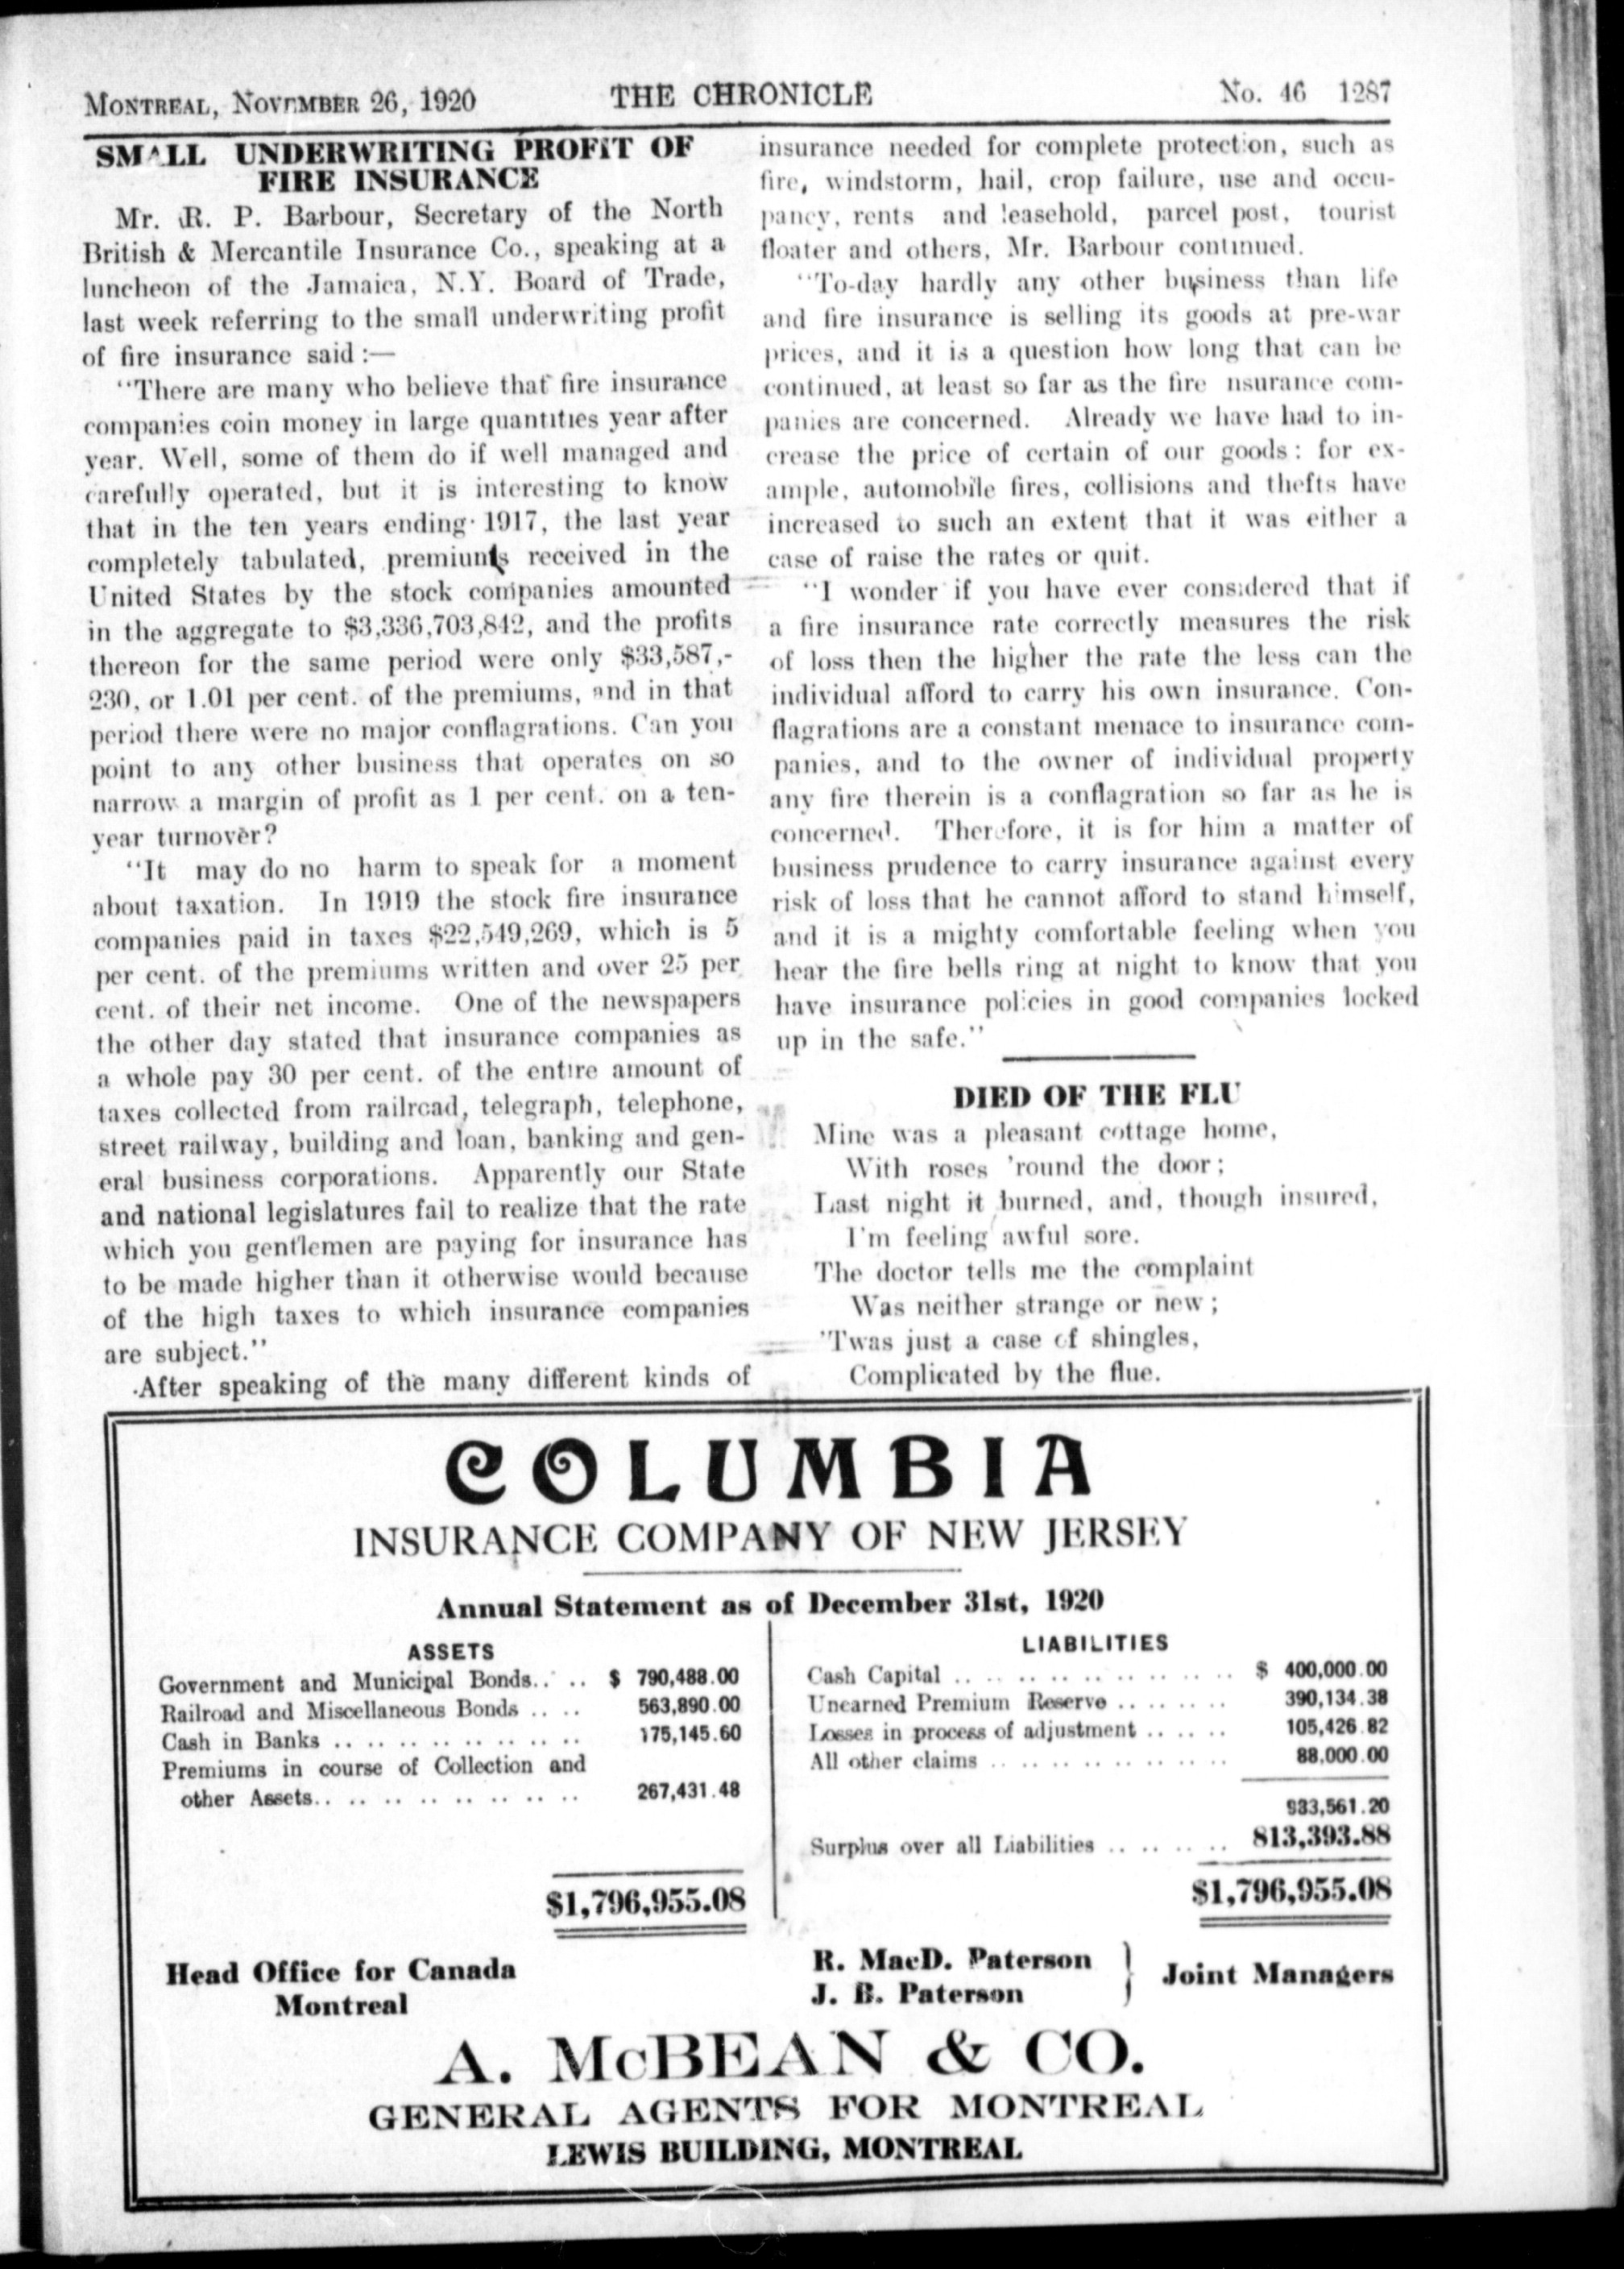 MONTREAL, NOVEMBER 26, 1920 THE CHRONICLE No. 46 1287
SMALL UNDERWRITING PROFIT OF
FIRE INSURANCE
Mr. R. P. Barbour, Secretary of the North
British & Mercantile Insurance Co., speaking at a
luncheon of the Jamaica, N.Y. Board of Trade,
last week referring to the small underwriting profit
of fire insurance said:—
"There are many who believe that fire insurance
companies coin money in large quantities year after
year. Well, some of them do if well managed and
carefully operated, but it is interesting to know
that in the ten years ending 1917, the last year
completely tabulated, premiums received in the
United States by the stock companies amounted
in the aggregate to $3,336,703,842, and the profits
thereon for the same period were only $33,587,-
230, or 1.01 per cent. of the premiums, and in that
period there were no major conflagrations. Can you
point to any other business that operates on so
narrow a margin of profit as 1 per cent. on a ten-
year turnover?
"It may do no harm to speak for a moment
about taxation. In 1919 the stock fire insurance
companies paid in taxes $22,549,269, which is 5
per cent. of the premiums written and over 25 per
cent. of their net income. One of the newspapers
the other day stated that insurance companies as
a whole pay 30 per cent. of the entire amount of
taxes collected from railroad, telegraph, telephone,
street railway, building and loan, banking and gen-
eral business corporations. Apparently our State
and national legislatures fail to realize that the rate
which you gentlemen are paying for insurance has
to be made higher than it otherwise would because
of the high taxes to which insurance companies
are subject."
After speaking of the many different kinds of
insurance needed for complete protection, such as
fire, windstorm, hail, crop failure, use and occu-
pancy, rents and leasehold, parcel post, tourist
floater and others, Mr. Barbour continued.
"To-day hardly any other business than life
and fire insurance is selling its goods at pre-war
prices, and it is a question how long that can be
continued, at least so far as the fire nsurance com-
panies are concerned. Already we have had to in-
crease the price of certain of our goods: for ex-
ample, automobile fires, collisions and thefts have
increased to such an extent that it was either a
case of raise the rates or quit.
"I wonder if you have ever considered that if
a fire insurance rate correctly measures the risk
of loss then the higher the rate the less can the
individual afford to carry his own insurance. Con-
flagrations are a constant menace to insurance com-
panies, and to the owner of individual property
any fire therein is a conflagration so far as he is
concerned. Therefore, it is for him a matter of
business prudence to carry insurance against every
risk of loss that he cannot afford to stand himself,
and it is a mighty comfortable feeling when you
hear the fire bells ring at night to know that you
have insurance policies in good companies locked
up in the safe."
DIED OF THE FLU
Mine was a pleasant cottage home,
With roses 'round the door;
Last night it burned, and, though insured,
I'm feeling awful sore.
The doctor tells me the complaint
Was neither strange or new;
'Twas just a case of shingles,
Complicated by the flue.
COLUMBIA
INSURANCE COMPANY OF NEW JERSEY
Annual Statement as of December 31st, 1920
ASSETS
Government and Municipal Bonds.. .. $ 790,488.00
Railroad and Miscellaneous Bonds .. .. 563,890.00
Cash in Banks .. .. .. .. .. .. .. 175,145.60
Premiums in course of Collection and
other Assets.. .. .. .. .. .. .. .. 267,431.48
$1,796,955.08
LIABILITIES
Cash Capital .. .. .. .. .. .. .. .. .. $ 400,000.00
Unearned Premium Reserve .. .. .. .. 390,134.38
Losses in process of adjustment .. .. .. 105,426.82
All other claims .. .. .. .. .. .. .. .. 88,000.00
983,561.20
Surplus over all Liabilities .. .. .. .. 813,393.88
$1,796,955.08
Head Office for Canada
Montreal
R. MacD. Paterson
J. B. Paterson
} Joint Managers
A. McBEAN & CO.
GENERAL AGENTS FOR MONTREAL
LEWIS BUILDING, MONTREAL